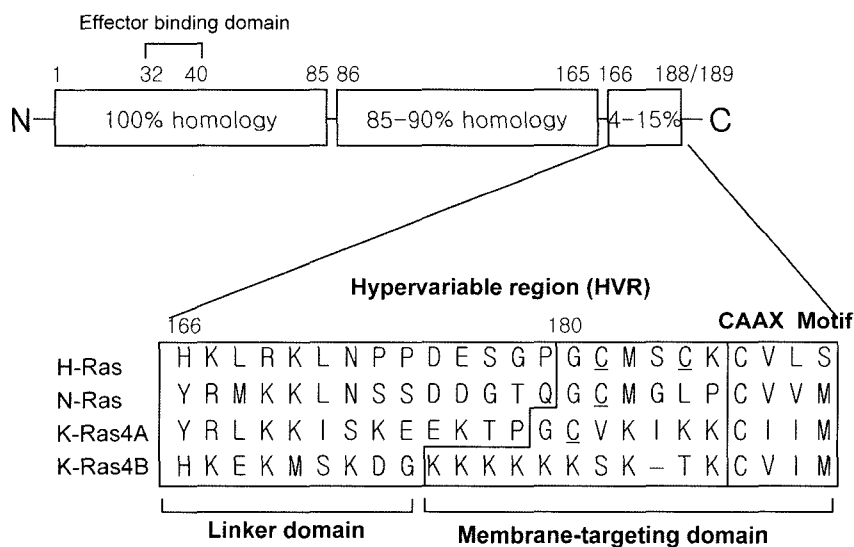 Effector binding domain
1 32 40 85 86 165 166 188/189
N 100% homology 85-90% homology 4-15% C
Hypervariable region (HVR)
166 180 CAAX Motif
H-Ras H K L R K L N P P D E S G P G C M S C K C V L S
N-Ras Y R M K K L N S S D D G T Q G C M G L P C V V M
K-Ras4A Y R L K K I S K E E K T P G C V K I K K C I I M
K-Ras4B H K E K M S K D G K K K K K K S K – T K C V I M
Linker domain Membrane-targeting domain